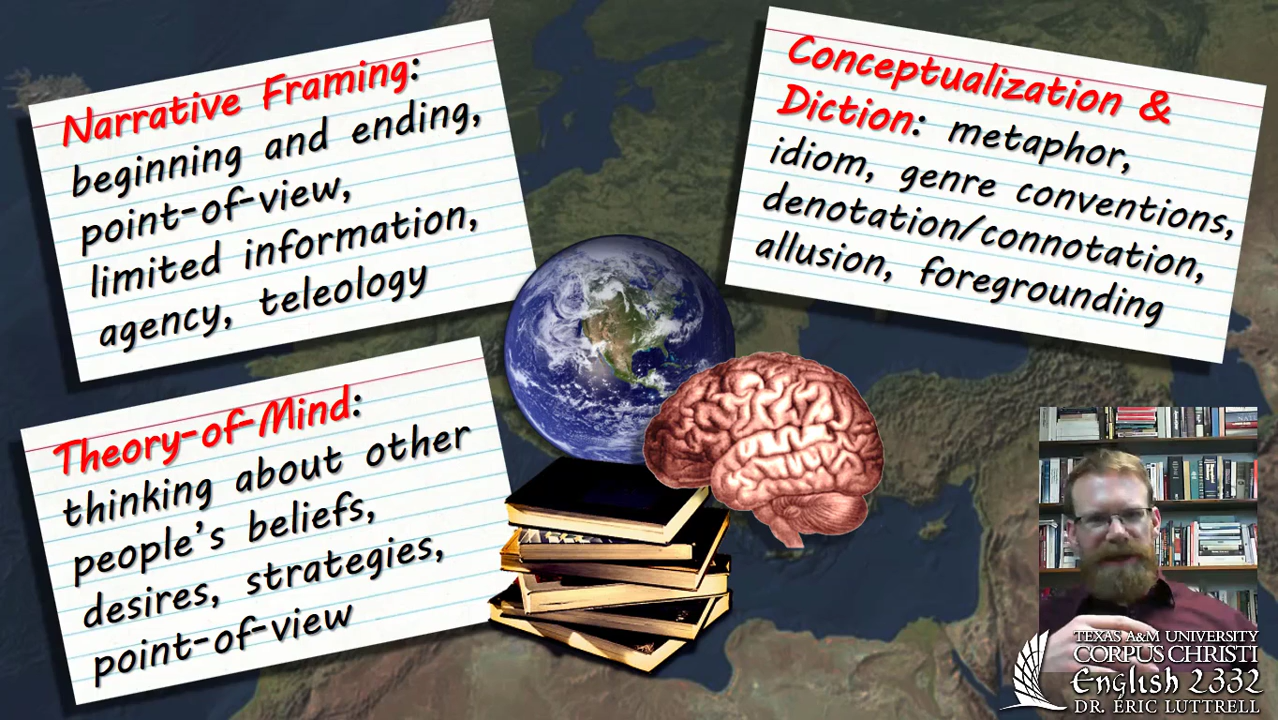 Narrative Framing:
beginning and ending,
point-of-view,
limited information,
agency, teleology
Conceptualization &
Diction: metaphor,
idiom, genre conventions,
denotation/connotation,
allusion, foregrounding
Theory-of-Mind:
thinking about other
people's beliefs,
desires, strategies,
point-of-view
TEXAS A&M UNIVERSITY
CORPUS CHRISTI
English 2332
DR. ERIC LUTTRELL